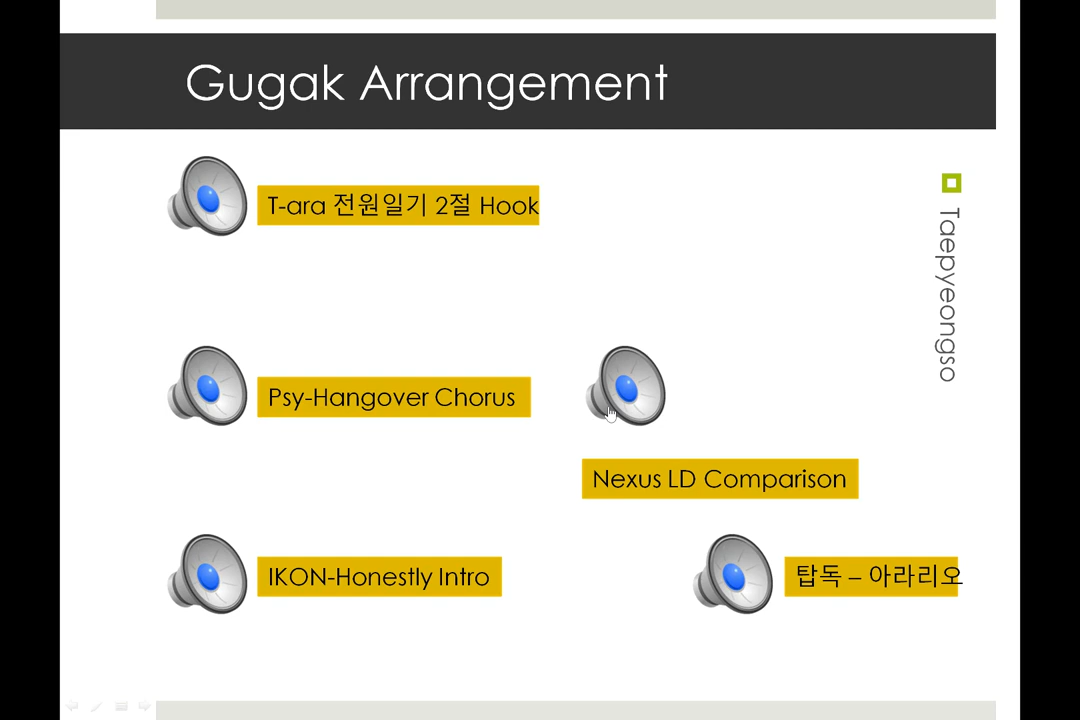 Gugak Arrangement
T-ara 전원일기 2절 Hook
Taepyeongso
Psy-Hangover Chorus
Nexus LD Comparison
IKON-Honestly Intro
탑독 – 아라리오